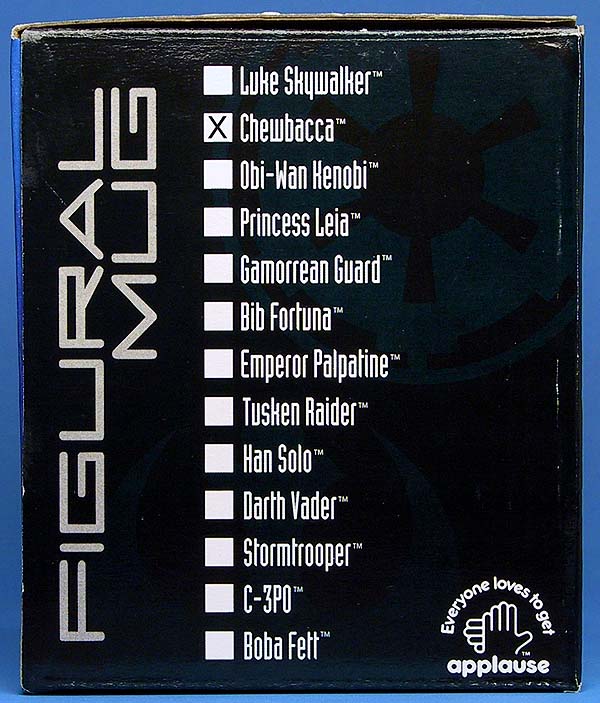 FIGURAL
MUG
Luke Skywalker™
X Chewbacca™
Obi-Wan Kenobi™
Princess Leia™
Gamorrean Guard™
Bib Fortuna™
Emperor Palpatine™
Tusken Raider™
Han Solo™
Darth Vader™
Stormtrooper™
C-3PO™
Boba Fett™
Everyone loves to get
applause™